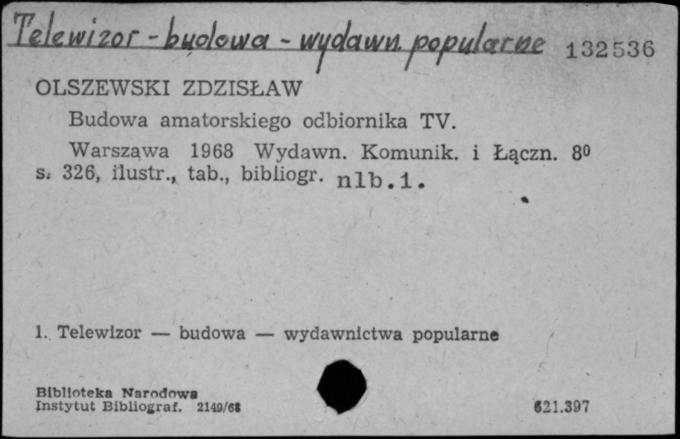 Telewizor - budowa - wydawn. popularne 132536
OLSZEWSKI ZDZISŁAW
Budowa amatorskiego odbiornika TV.
Warszawa 1968 Wydawn. Komunik. i Łączn. 8⁰
s. 326, ilustr., tab., bibliogr. nlb.1.
1. Telewizor — budowa — wydawnictwa popularne
Biblioteka Narodowa
Instytut Bibliograf. 2149/68 621.397